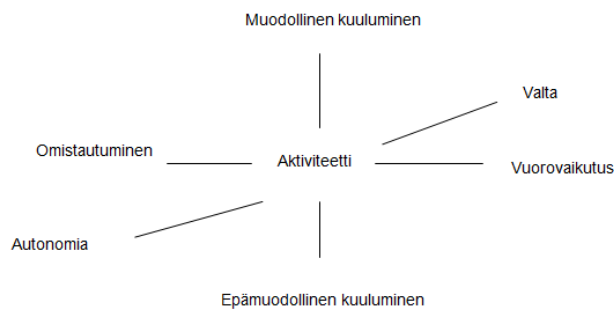 Muodollinen kuuluminen
Valta
Omistautuminen
Aktiviteetti
Vuorovaikutus
Autonomia
Epämuodollinen kuuluminen